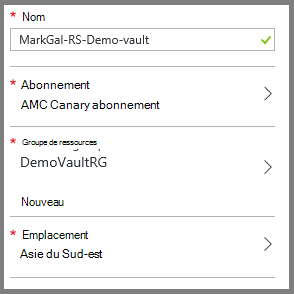 * Nom
MarkGal-RS-Demo-vault
* Abonnement
AMC Canary abonnement
* Groupe de ressources
DemoVaultRG
Nouveau
* Emplacement
Asie du Sud-est